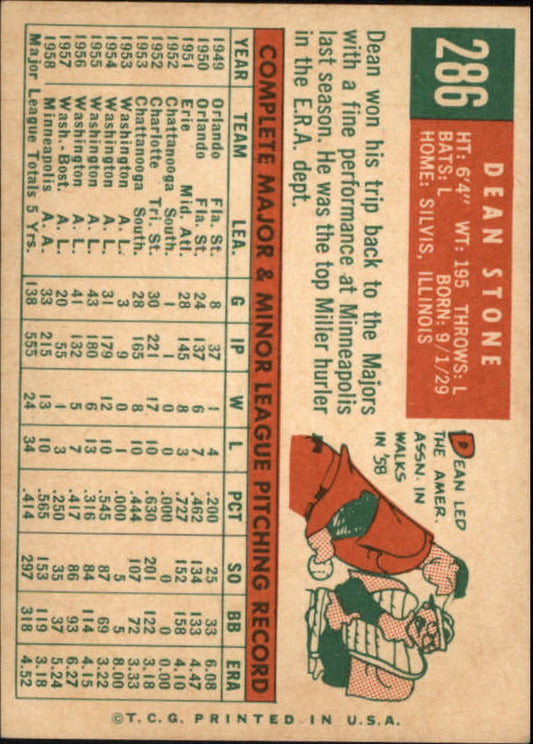 286
DEAN STONE
HT: 6'4" WT: 195 THROWS: L
BATS: L BORN: 9/1/29
HOME: SILVIS, ILLINOIS
Dean won his trip back to the Majors
with a fine performance at Minneapolis
last season. He was the top Miller hurler
in the E.R.A. dept.
DEAN LED
THE AMER.
ASSN. IN
WALKS
IN '58
COMPLETE MAJOR & MINOR LEAGUE PITCHING RECORD
YEAR TEAM LEA. G IP W L PCT SO BB ERA
1949 Orlando Fla. St. 8 37 1 4 .200 25 33 6.08
1950 Orlando Fla. St. 24 137 6 7 .462 134 133 4.47
1951 Erie Mid. Atl. 28 145 8 3 .727 152 158 4.10
1952 Chattanooga South. 1 1 0 0 .000 0 0 0.00
1952 Charlotte Tri. St. 30 221 17 10 .630 201 122 3.18
1953 Chattanooga South. 28 165 8 10 .444 107 72 3.33
1953 Washington A. L. 3 9 0 1 .000 5 5 8.00
1954 Washington A. L. 31 179 12 10 .545 87 69 3.22
1955 Washington A. L. 43 180 6 13 .316 84 114 4.15
1956 Washington A. L. 41 132 5 7 .417 86 93 6.27
1957 Wash.-Bost. A. L. 20 55 1 3 .250 35 37 5.24
1958 Minneapolis A. A. 33 215 13 10 .565 153 119 3.18
Major League Totals 5 Yrs. 138 555 24 34 .414 297 318 4.52
©T.C.G. PRINTED IN U.S.A.